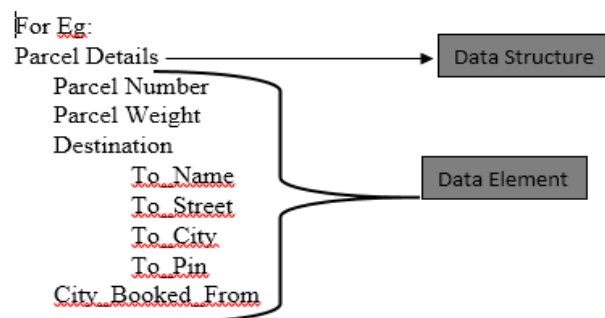 For Eg:
Parcel Details
Data Structure
Parcel Number
Parcel Weight
Destination
To_Name
Data Element
To_Street
To_City
To_Pin
City_Booked_From